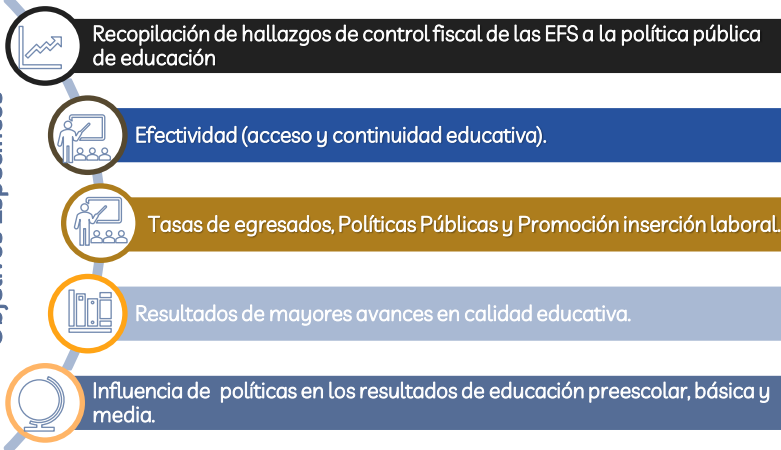 Objetivos Específicos
Recopilación de hallazgos de control fiscal de las EFS a la política pública
de educación
Efectividad (acceso y continuidad educativa).
Tasas de egresados, Políticas Públicas y Promoción inserción laboral.
Resultados de mayores avances en calidad educativa.
Influencia de  políticas en los resultados de educación preescolar, básica y
media.